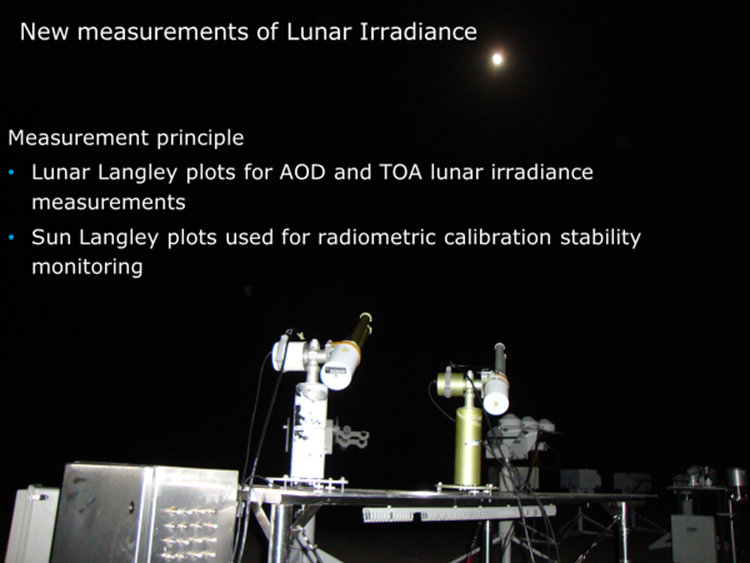 New measurements of Lunar Irradiance
Measurement principle
• Lunar Langley plots for AOD and TOA lunar irradiance
measurements
• Sun Langley plots used for radiometric calibration stability
monitoring